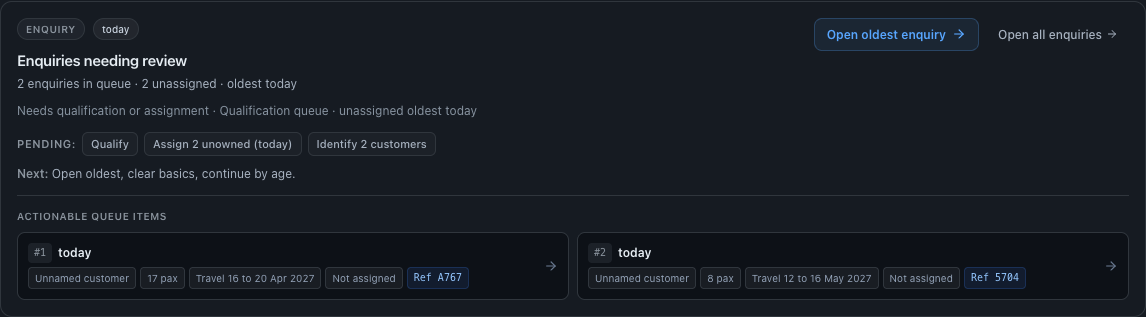 ENQUIRY today
Open oldest enquiry → Open all enquiries →
Enquiries needing review
2 enquiries in queue · 2 unassigned · oldest today
Needs qualification or assignment · Qualification queue · unassigned oldest today
PENDING: Qualify Assign 2 unowned (today) Identify 2 customers
Next: Open oldest, clear basics, continue by age.
ACTIONABLE QUEUE ITEMS
#1 today
Unnamed customer 17 pax Travel 16 to 20 Apr 2027 Not assigned Ref A767 →
#2 today
Unnamed customer 8 pax Travel 12 to 16 May 2027 Not assigned Ref 5704 →